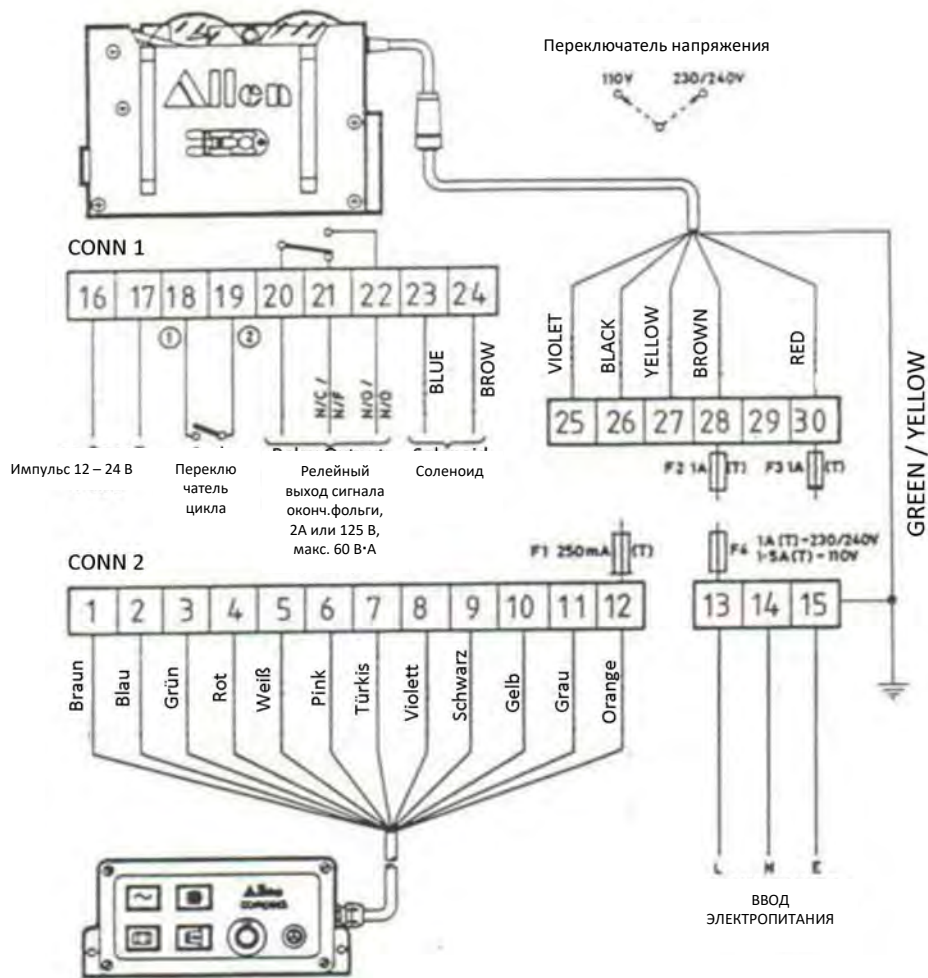 Allen
Переключатель напряжения
110V 230/240V
CONN 1
16 17 18 19 20 21 22 23 24
① ②
N/C / N/F
N/O / N/O
BLUE
BROW
Импульс 12 – 24 В
Переклю
чатель
цикла
Релейный
выход сигнала
оконч.фольги,
2А или 125 В,
макс. 60 В·А
Соленоид
VIOLET
BLACK
YELLOW
BROWN
RED
GREEN / YELLOW
25 26 27 28 29 30
F2 1A (T) F3 1A (T)
F1 250mA (T)
F4 1A (T) - 230/240V
1-5A (T) - 110V
CONN 2
1 2 3 4 5 6 7 8 9 10 11 12
13 14 15
Braun
Blau
Grün
Rot
Weiß
Pink
Türkis
Violett
Schwarz
Gelb
Grau
Orange
L N E
ВВОД
ЭЛЕКТРОПИТАНИЯ
Allen
compact